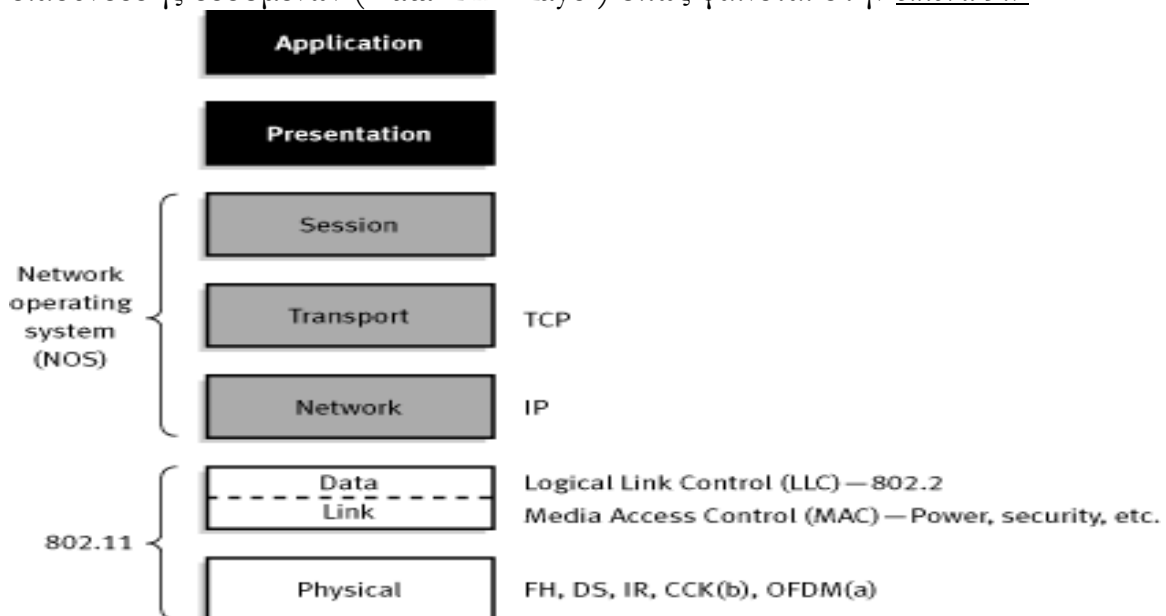 Application
Presentation
Session
Network
operating
system
(NOS)
Transport
TCP
Network
IP
Data
Link
Logical Link Control (LLC)—802.2
Media Access Control (MAC)—Power, security, etc.
802.11
Physical
FH, DS, IR, CCK(b), OFDM(a)